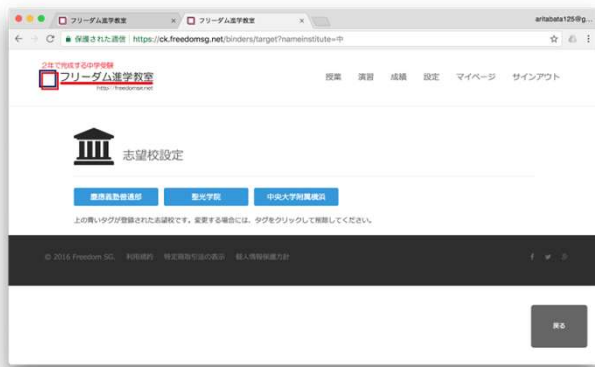 フリーダム進学教室
フリーダム進学教室
aritabata125@g...
保護された通信 | https://ck.freedomsg.net/binders/target?nameinstitute=中
2年で完成する中学受験
フリーダム進学教室
授業 演習 成績 設定 マイページ サインアウト
志望校設定
慶應義塾普通部 聖光学院 中央大学附属横浜
上の青いタグが登録された志望校です。変更する場合には、タグをクリックして解除してください。
© 2016 Freedom SG. 利用規約 特定商取引法の表示 個人情報保護方針
戻る